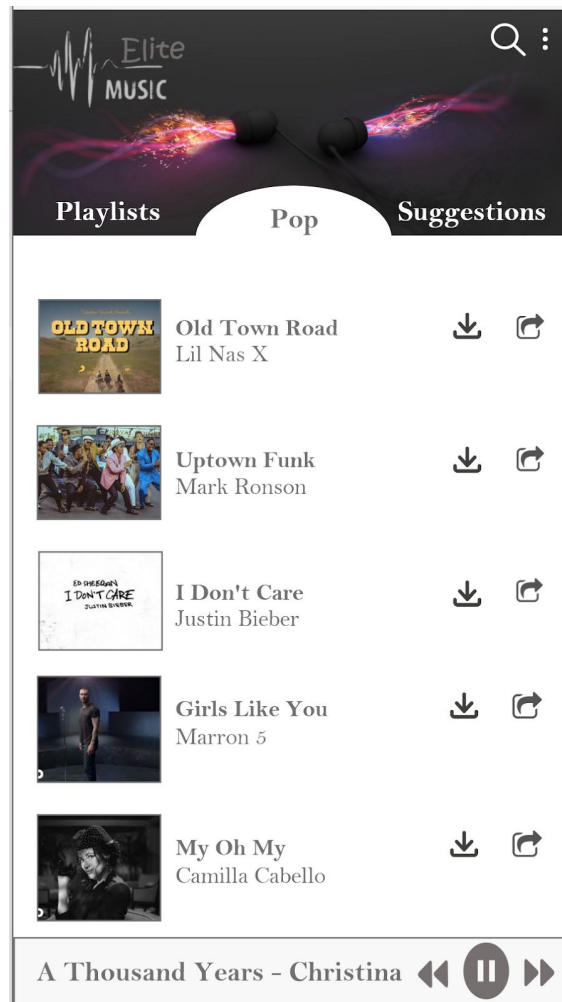 Elite
MUSIC
Playlists
Pop
Suggestions
OLD TOWN
ROAD
Old Town Road
Lil Nas X
Uptown Funk
Mark Ronson
ED SHEERAN
I DON'T CARE
JUSTIN BIEBER
I Don't Care
Justin Bieber
Girls Like You
Marron 5
My Oh My
Camilla Cabello
A Thousand Years - Christina